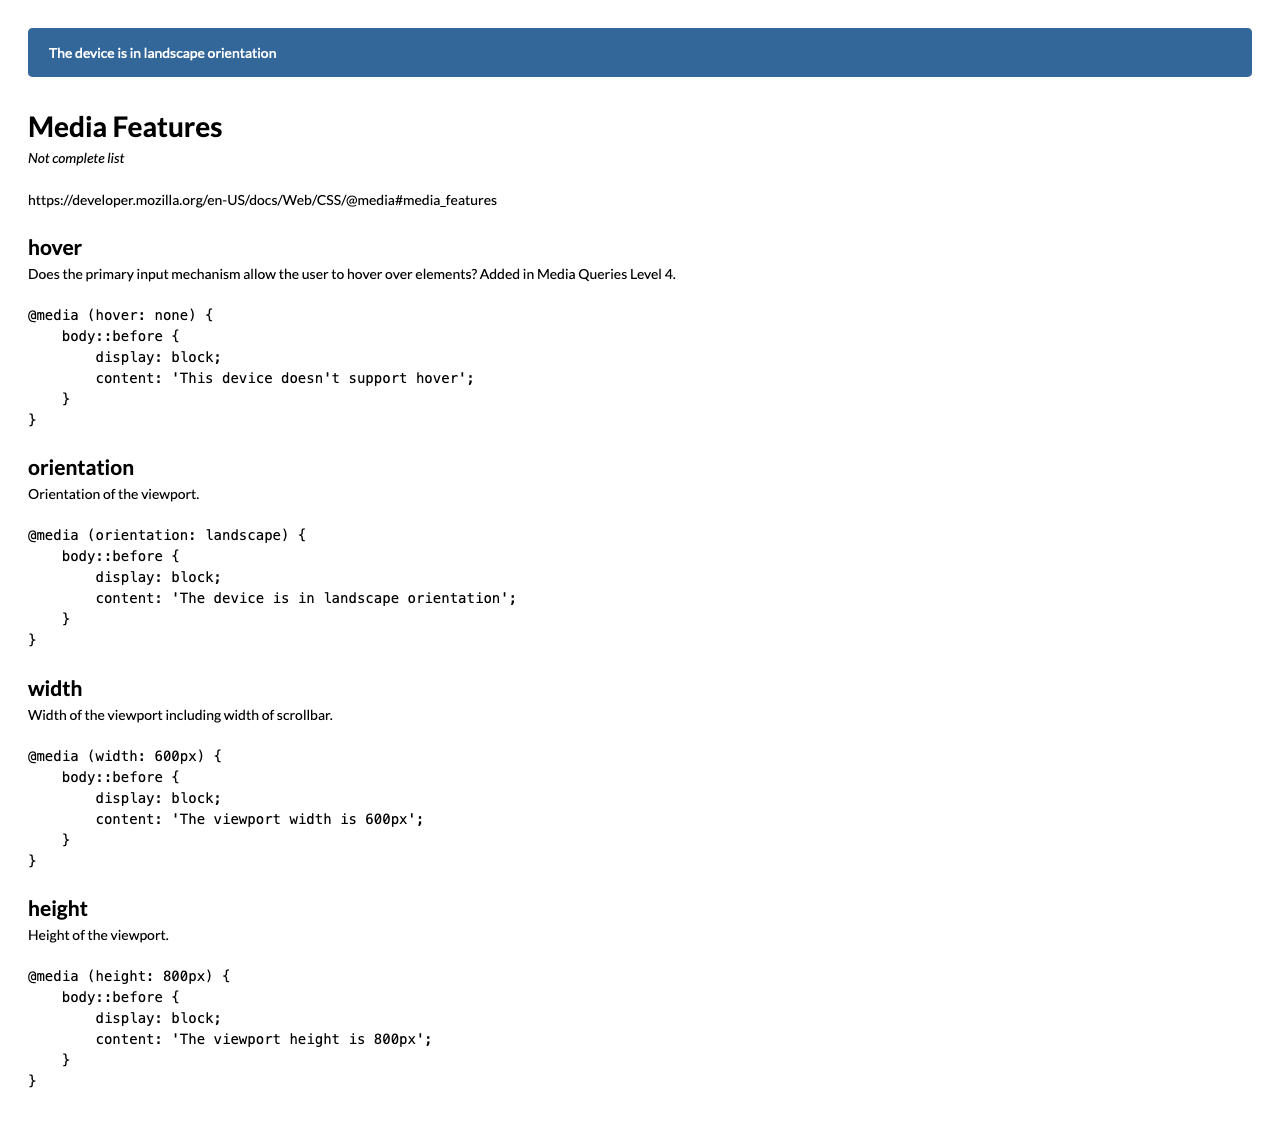 The device is in landscape orientation
Media Features
Not complete list
https://developer.mozilla.org/en-US/docs/Web/CSS/@media#media_features
hover
Does the primary input mechanism allow the user to hover over elements? Added in Media Queries Level 4.
@media (hover: none) {
    body::before {
        display: block;
        content: 'This device doesn't support hover';
    }
}
orientation
Orientation of the viewport.
@media (orientation: landscape) {
    body::before {
        display: block;
        content: 'The device is in landscape orientation';
    }
}
width
Width of the viewport including width of scrollbar.
@media (width: 600px) {
    body::before {
        display: block;
        content: 'The viewport width is 600px';
    }
}
height
Height of the viewport.
@media (height: 800px) {
    body::before {
        display: block;
        content: 'The viewport height is 800px';
    }
}